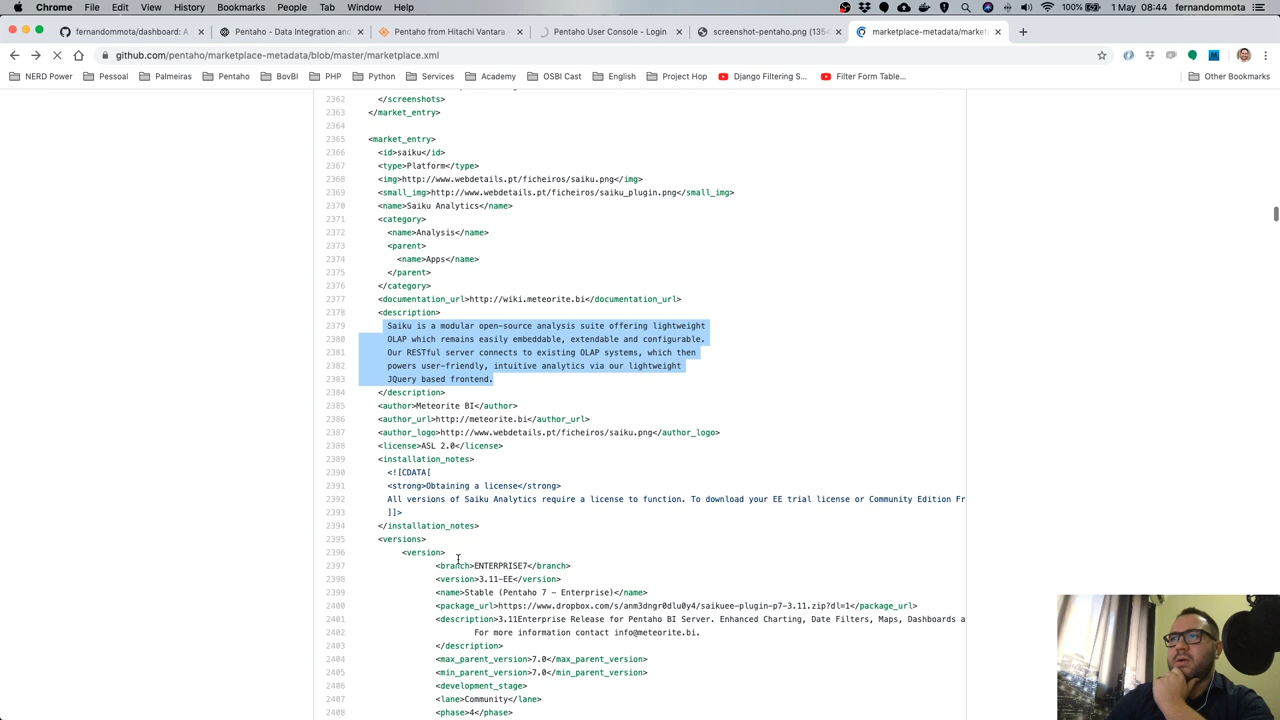 Chrome File Edit View History Bookmarks People Tab Window Help
100% 1 May 08:44 fernandommota
fernandommota/dashboard: A
Pentaho - Data Integration and
Pentaho from Hitachi Vantara -
Pentaho User Console - Login
screenshot-pentaho.png (1354
marketplace-metadata/market
github.com/pentaho/marketplace-metadata/blob/master/marketplace.xml
NERD Power Pessoal Palmeiras Pentaho BovBI PHP Python Services Academy OSBI Cast English Project Hop Django Filtering S... Filter Form Table... Other Bookmarks
2362 </screenshots>
2363 </market_entry>
2364
2365 <market_entry>
2366 <id>saiku</id>
2367 <type>Platform</type>
2368 <img>http://www.webdetails.pt/ficheiros/saiku.png</img>
2369 <small_img>http://www.webdetails.pt/ficheiros/saiku_plugin.png</small_img>
2370 <name>Saiku Analytics</name>
2371 <category>
2372 <name>Analysis</name>
2373 <parent>
2374 <name>Apps</name>
2375 </parent>
2376 </category>
2377 <documentation_url>http://wiki.meteorite.bi</documentation_url>
2378 <description>
2379 Saiku is a modular open-source analysis suite offering lightweight
2380 OLAP which remains easily embeddable, extendable and configurable.
2381 Our RESTful server connects to existing OLAP systems, which then
2382 powers user-friendly, intuitive analytics via our lightweight
2383 JQuery based frontend.
2384 </description>
2385 <author>Meteorite BI</author>
2386 <author_url>http://meteorite.bi</author_url>
2387 <author_logo>http://www.webdetails.pt/ficheiros/saiku.png</author_logo>
2388 <license>ASL 2.0</license>
2389 <installation_notes>
2390 <![CDATA[
2391 <strong>Obtaining a license</strong>
2392 All versions of Saiku Analytics require a license to function. To download your EE trial license or Community Edition Fr
2393 ]]>
2394 </installation_notes>
2395 <versions>
2396 <version>
2397 <branch>ENTERPRISE7</branch>
2398 <version>3.11-EE</version>
2399 <name>Stable (Pentaho 7 - Enterprise)</name>
2400 <package_url>https://www.dropbox.com/s/anm3dngr0dlu0y4/saikuee-plugin-p7-3.11.zip?dl=1</package_url>
2401 <description>3.11Enterprise Release for Pentaho BI Server. Enhanced Charting, Date Filters, Maps, Dashboards a
2402 For more information contact info@meteorite.bi.
2403 </description>
2404 <max_parent_version>7.0</max_parent_version>
2405 <min_parent_version>7.0</min_parent_version>
2406 <development_stage>
2407 <lane>Community</lane>
2408 <phase>4</phase>